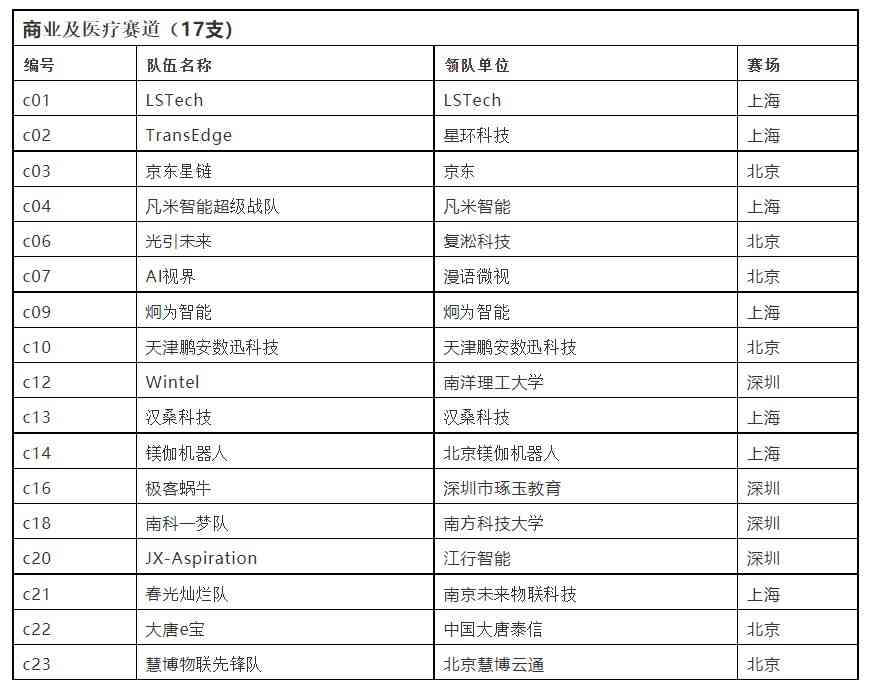 商业及医疗赛道（17支)
编号 队伍名称 领队单位 赛场
c01 LSTech LSTech 上海
c02 TransEdge 星环科技 上海
c03 京东星链 京东 北京
c04 凡米智能超级战队 凡米智能 上海
c06 光引未来 复淞科技 北京
c07 AI视界 漫语微视 北京
c09 炯为智能 炯为智能 上海
c10 天津鹏安数迅科技 天津鹏安数迅科技 北京
c12 Wintel 南洋理工大学 深圳
c13 汉桑科技 汉桑科技 上海
c14 镁伽机器人 北京镁伽机器人 上海
c16 极客蜗牛 深圳市琢玉教育 深圳
c18 南科一梦队 南方科技大学 深圳
c20 JX-Aspiration 江行智能 深圳
c21 春光灿烂队 南京未来物联科技 上海
c22 大唐e宝 中国大唐泰信 北京
c23 慧博物联先锋队 北京慧博云通 北京